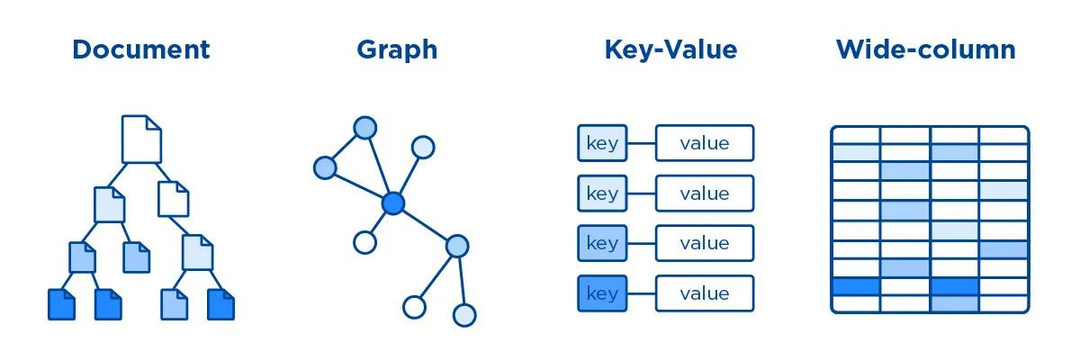 Document
Graph
Key-Value
Wide-column
key value
key value
key value
key value